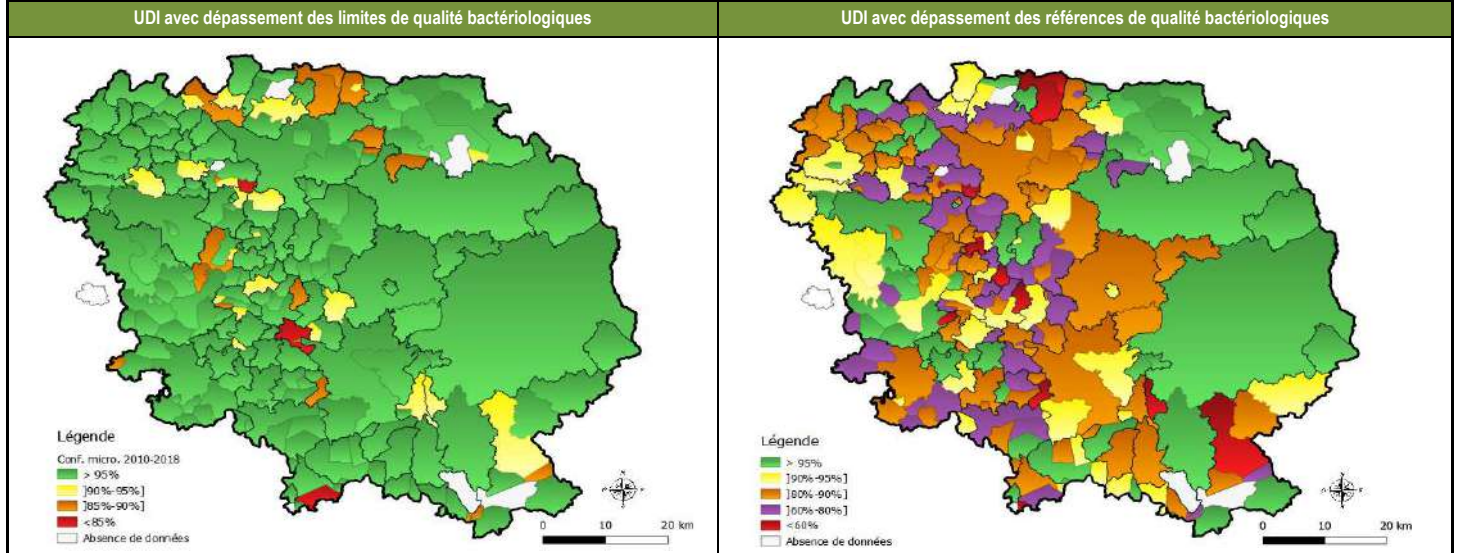 UDI avec dépassement des limites de qualité bactériologiques
UDI avec dépassement des références de qualité bactériologiques
Légende
Conf. micro. 2010-2018
> 95%
]90%-95%]
]85%-90%]
<85%
Absence de données
0 10 20 km
Légende
> 95%
]90%-95%]
]80%-90%]
]60%-80%]
<60%
Absence de données
0 10 20 km